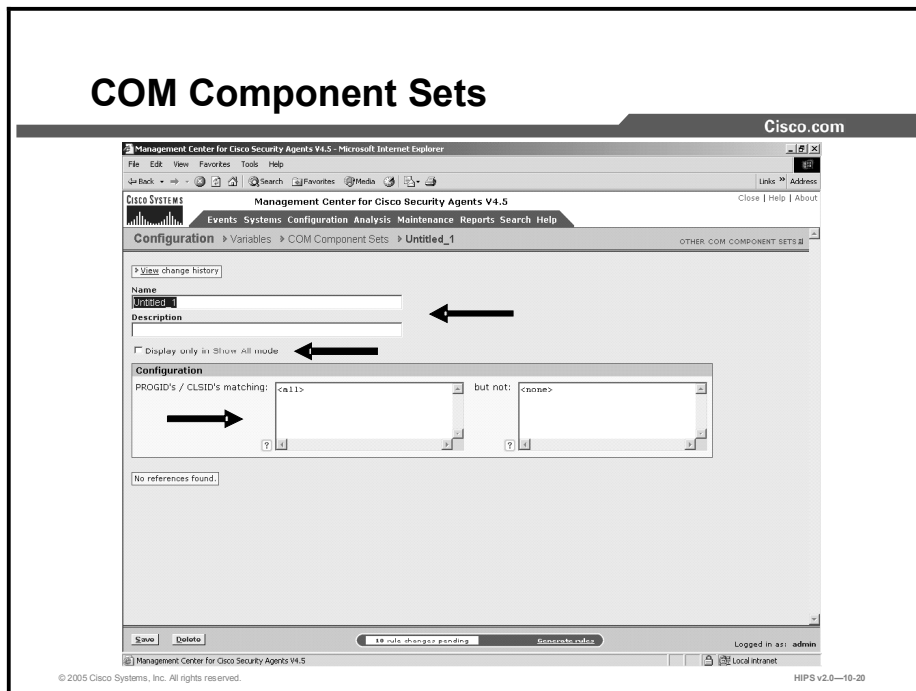 COM Component Sets
Cisco.com
Management Center for Cisco Security Agents V4.5 - Microsoft Internet Explorer
File Edit View Favorites Tools Help
Back Search Favorites Media Links » Address
CISCO SYSTEMS Management Center for Cisco Security Agents V4.5 Close | Help | About
Events Systems Configuration Analysis Maintenance Reports Search Help
Configuration Variables COM Component Sets Untitled_1 OTHER COM COMPONENT SETS
View change history
Name
Untitled_1
Description
Display only in Show All mode
Configuration
PROGID's / CLSID's matching: <all> but not: <none>
? ?
No references found.
Save Delete 10 rule changes pending Generate rules Logged in as: admin
Management Center for Cisco Security Agents V4.5 Local intranet
© 2005 Cisco Systems, Inc. All rights reserved. HIPS v2.0—10-20